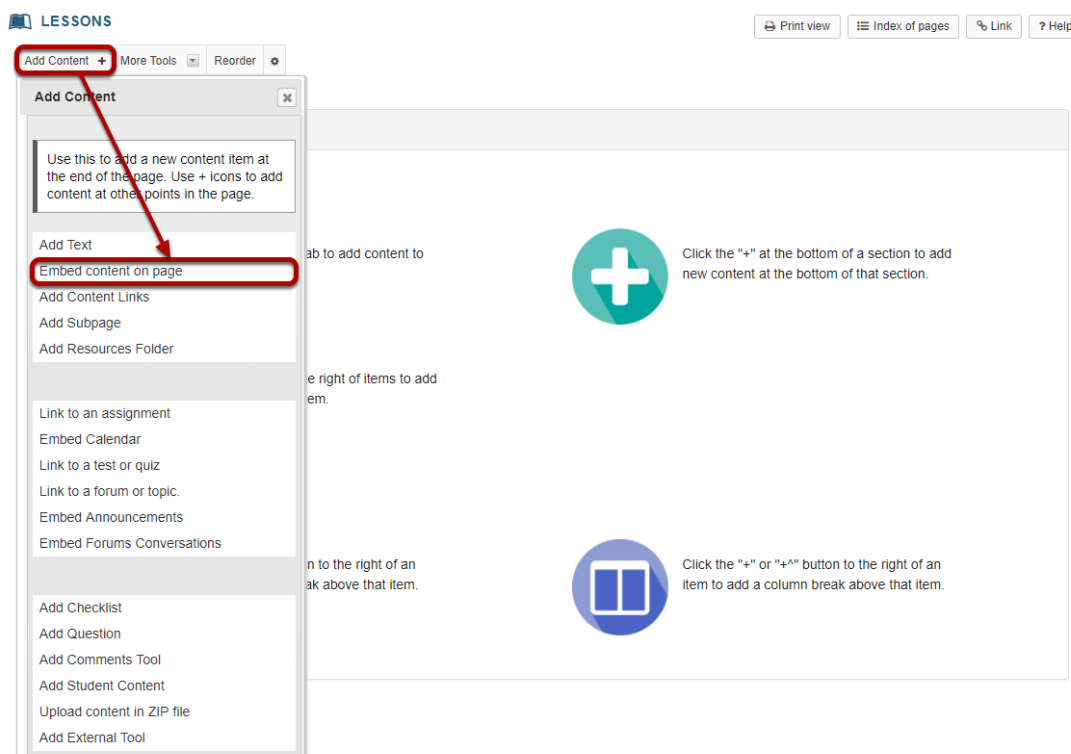 LESSONS
Print view
Index of pages
Link
? Help
Add Content +
More Tools
Reorder
Add Content
Use this to add a new content item at
the end of the page. Use + icons to add
content at other points in the page.
Add Text
Embed content on page
Add Content Links
Add Subpage
Add Resources Folder
Link to an assignment
Embed Calendar
Link to a test or quiz
Link to a forum or topic.
Embed Announcements
Embed Forums Conversations
Add Checklist
Add Question
Add Comments Tool
Add Student Content
Upload content in ZIP file
Add External Tool
ab to add content to
Click the "+" at the bottom of a section to add
new content at the bottom of that section.
e right of items to add
em.
n to the right of an
ak above that item.
Click the "+" or "+^" button to the right of an
item to add a column break above that item.